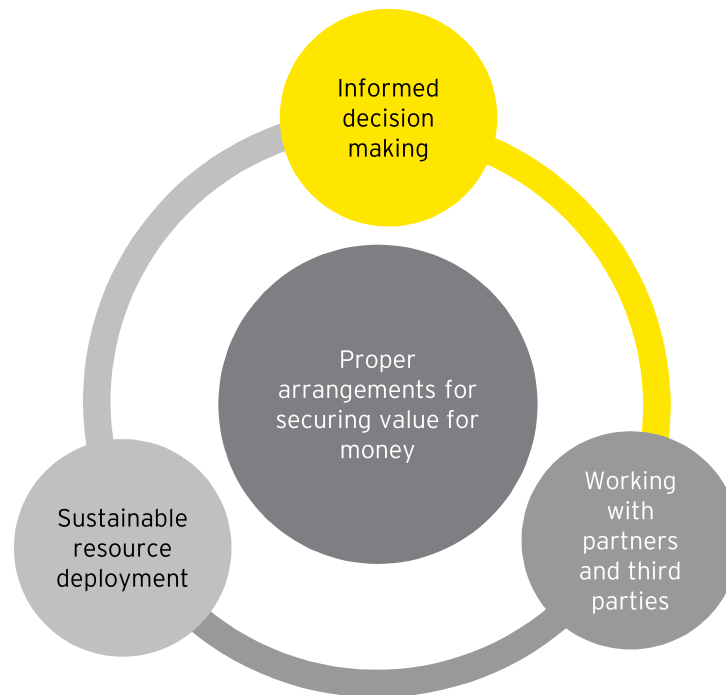 Informed
decision
making
Proper
arrangements for
securing value for
money
Sustainable
resource
deployment
Working
with
partners
and third
parties